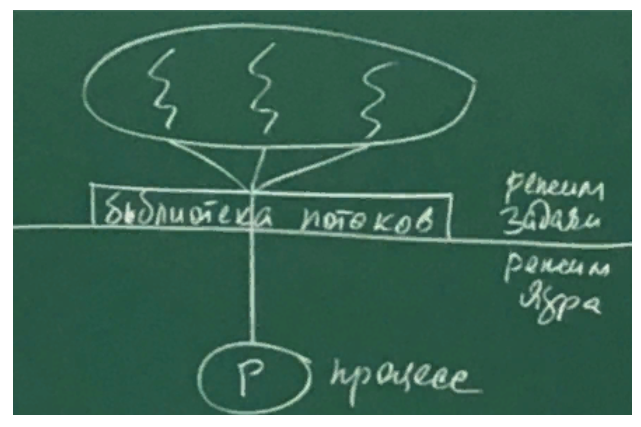 библиотека потоков
режим
задачи
режим
ядра
P процесс